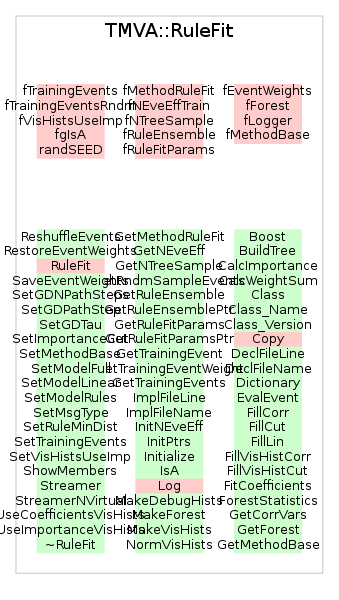 TMVA::RuleFit
fTrainingEvents
fTrainingEventsRndm
fVisHistsUseImp
fgIsA
randSEED
fMethodRuleFit
fNEveEffTrain
fNTreeSample
fRuleEnsemble
fRuleFitParams
fEventWeights
fForest
fLogger
fMethodBase
ReshuffleEvents
RestoreEventWeights
RuleFit
SaveEventWeights
SetGDNPathSteps
SetGDPathStep
SetGDTau
SetImportanceCut
SetMethodBase
SetModelFull
SetModelLinear
SetModelRules
SetMsgType
SetRuleMinDist
SetTrainingEvents
SetVisHistsUseImp
ShowMembers
Streamer
StreamerNVirtual
UseCoefficientsVisHists
UseImportanceVisHists
~RuleFit
GetMethodRuleFit
GetNEveEff
GetNTreeSample
GetRndmSampleEvents
GetRuleEnsemble
GetRuleEnsemblePtr
GetRuleFitParams
GetRuleFitParamsPtr
GetTrainingEvent
GetTrainingEventWeight
GetTrainingEvents
ImplFileLine
ImplFileName
InitNEveEff
InitPtrs
Initialize
IsA
Log
MakeDebugHists
MakeForest
MakeVisHists
NormVisHists
Boost
BuildTree
CalcImportance
CalcWeightSum
Class
Class_Name
Class_Version
Copy
DeclFileLine
DeclFileName
Dictionary
EvalEvent
FillCorr
FillCut
FillLin
FillVisHistCorr
FillVisHistCut
FitCoefficients
ForestStatistics
GetCorrVars
GetForest
GetMethodBase